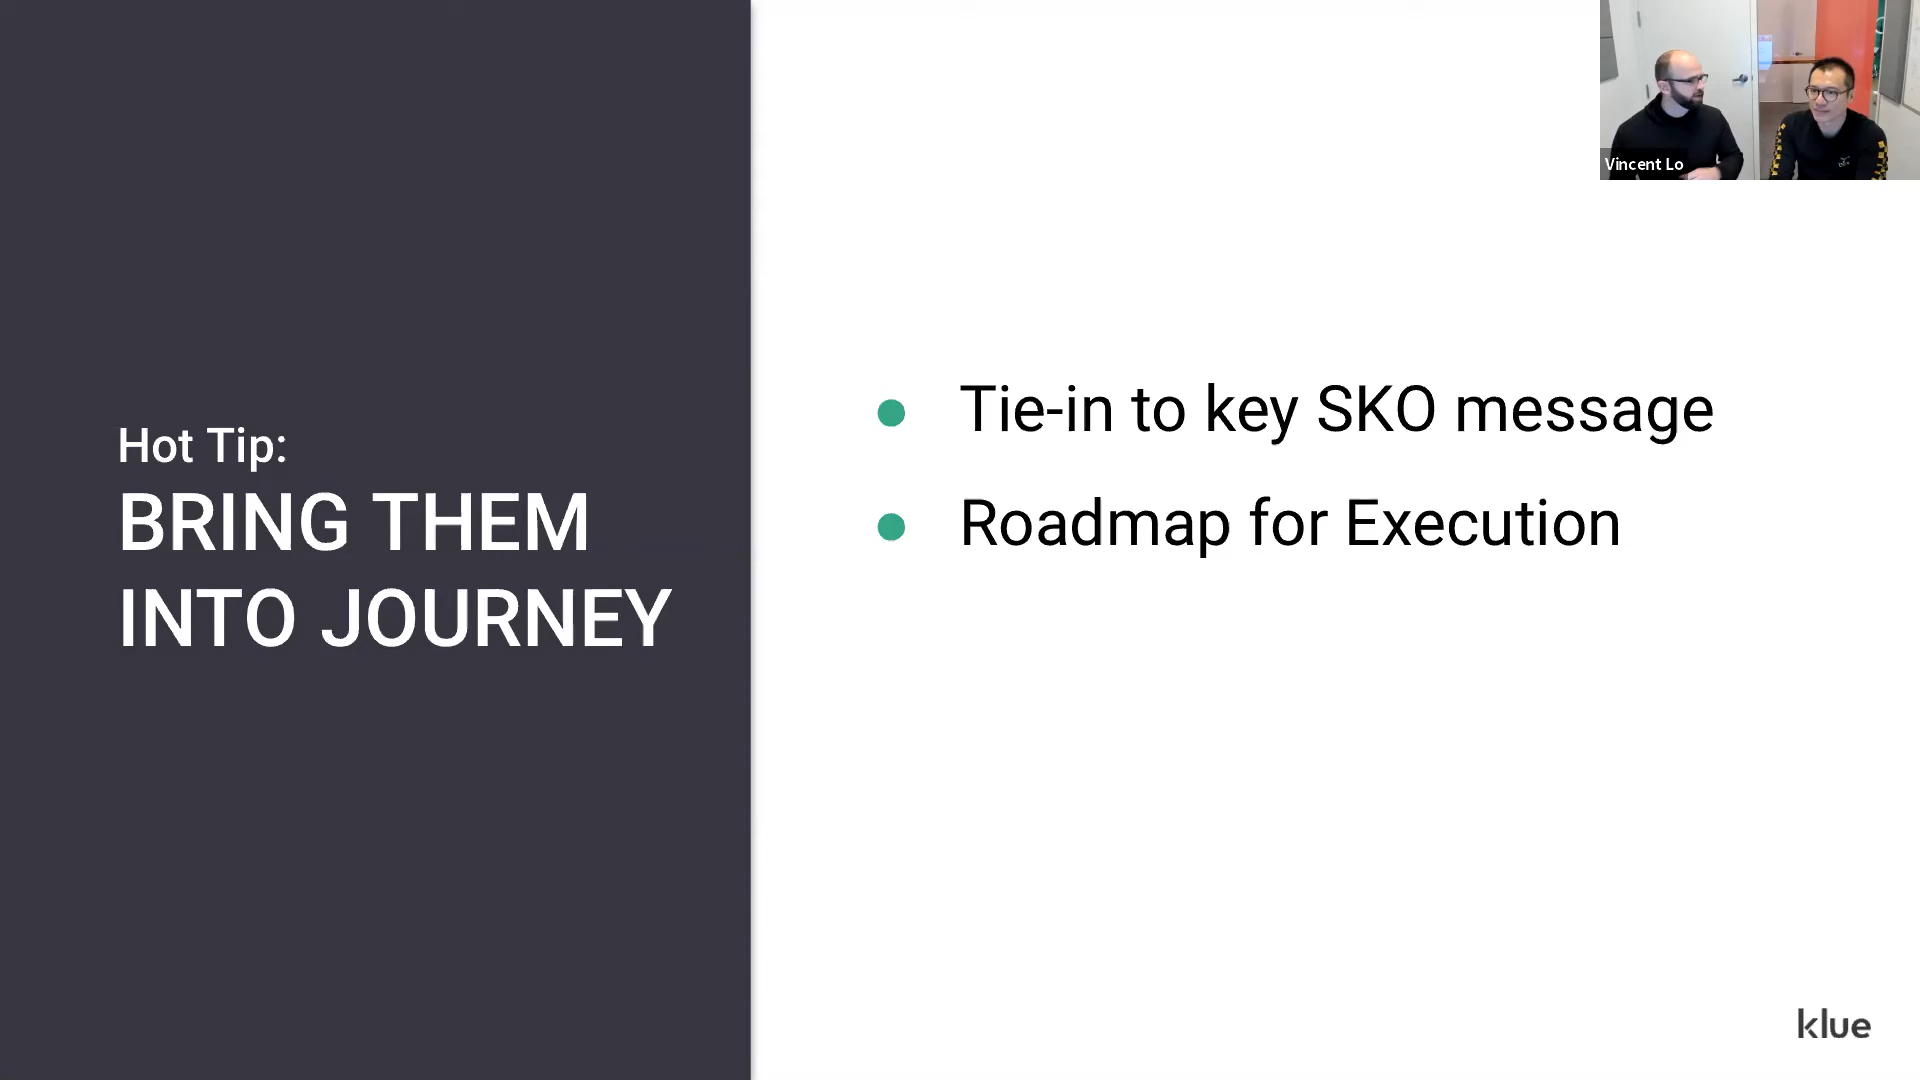 Vincent Lo
Hot Tip:
BRING THEM
INTO JOURNEY
Tie-in to key SKO message
Roadmap for Execution
klue